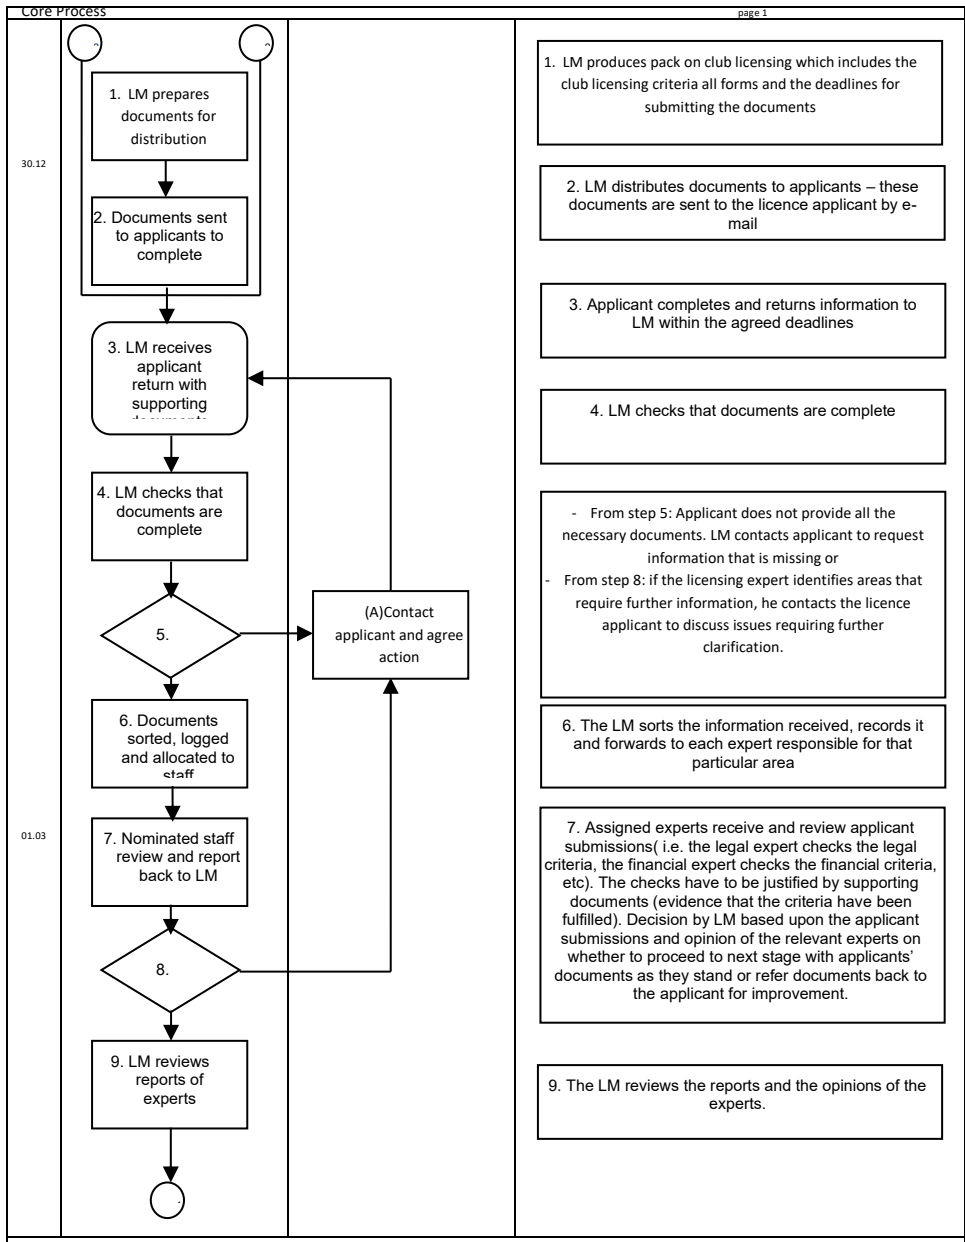 Core Process
page 1
1. LM prepares
documents for
distribution
30.12
2. Documents sent
to applicants to
complete
3. LM receives
applicant
return with
supporting
documents
4. LM checks that
documents are
complete
5.
(A)Contact
applicant and agree
action
6. Documents
sorted, logged
and allocated to
staff
01.03
7. Nominated staff
review and report
back to LM
8.
9. LM reviews
reports of
experts
1. LM produces pack on club licensing which includes the
club licensing criteria all forms and the deadlines for
submitting the documents
2. LM distributes documents to applicants – these
documents are sent to the licence applicant by e-
mail
3. Applicant completes and returns information to
LM within the agreed deadlines
4. LM checks that documents are complete
- From step 5: Applicant does not provide all the
necessary documents. LM contacts applicant to request
information that is missing or
- From step 8: if the licensing expert identifies areas that
require further information, he contacts the licence
applicant to discuss issues requiring further
clarification.
6. The LM sorts the information received, records it
and forwards to each expert responsible for that
particular area
7. Assigned experts receive and review applicant
submissions( i.e. the legal expert checks the legal
criteria, the financial expert checks the financial criteria,
etc). The checks have to be justified by supporting
documents (evidence that the criteria have been
fulfilled). Decision by LM based upon the applicant
submissions and opinion of the relevant experts on
whether to proceed to next stage with applicants’
documents as they stand or refer documents back to
the applicant for improvement.
9. The LM reviews the reports and the opinions of the
experts.